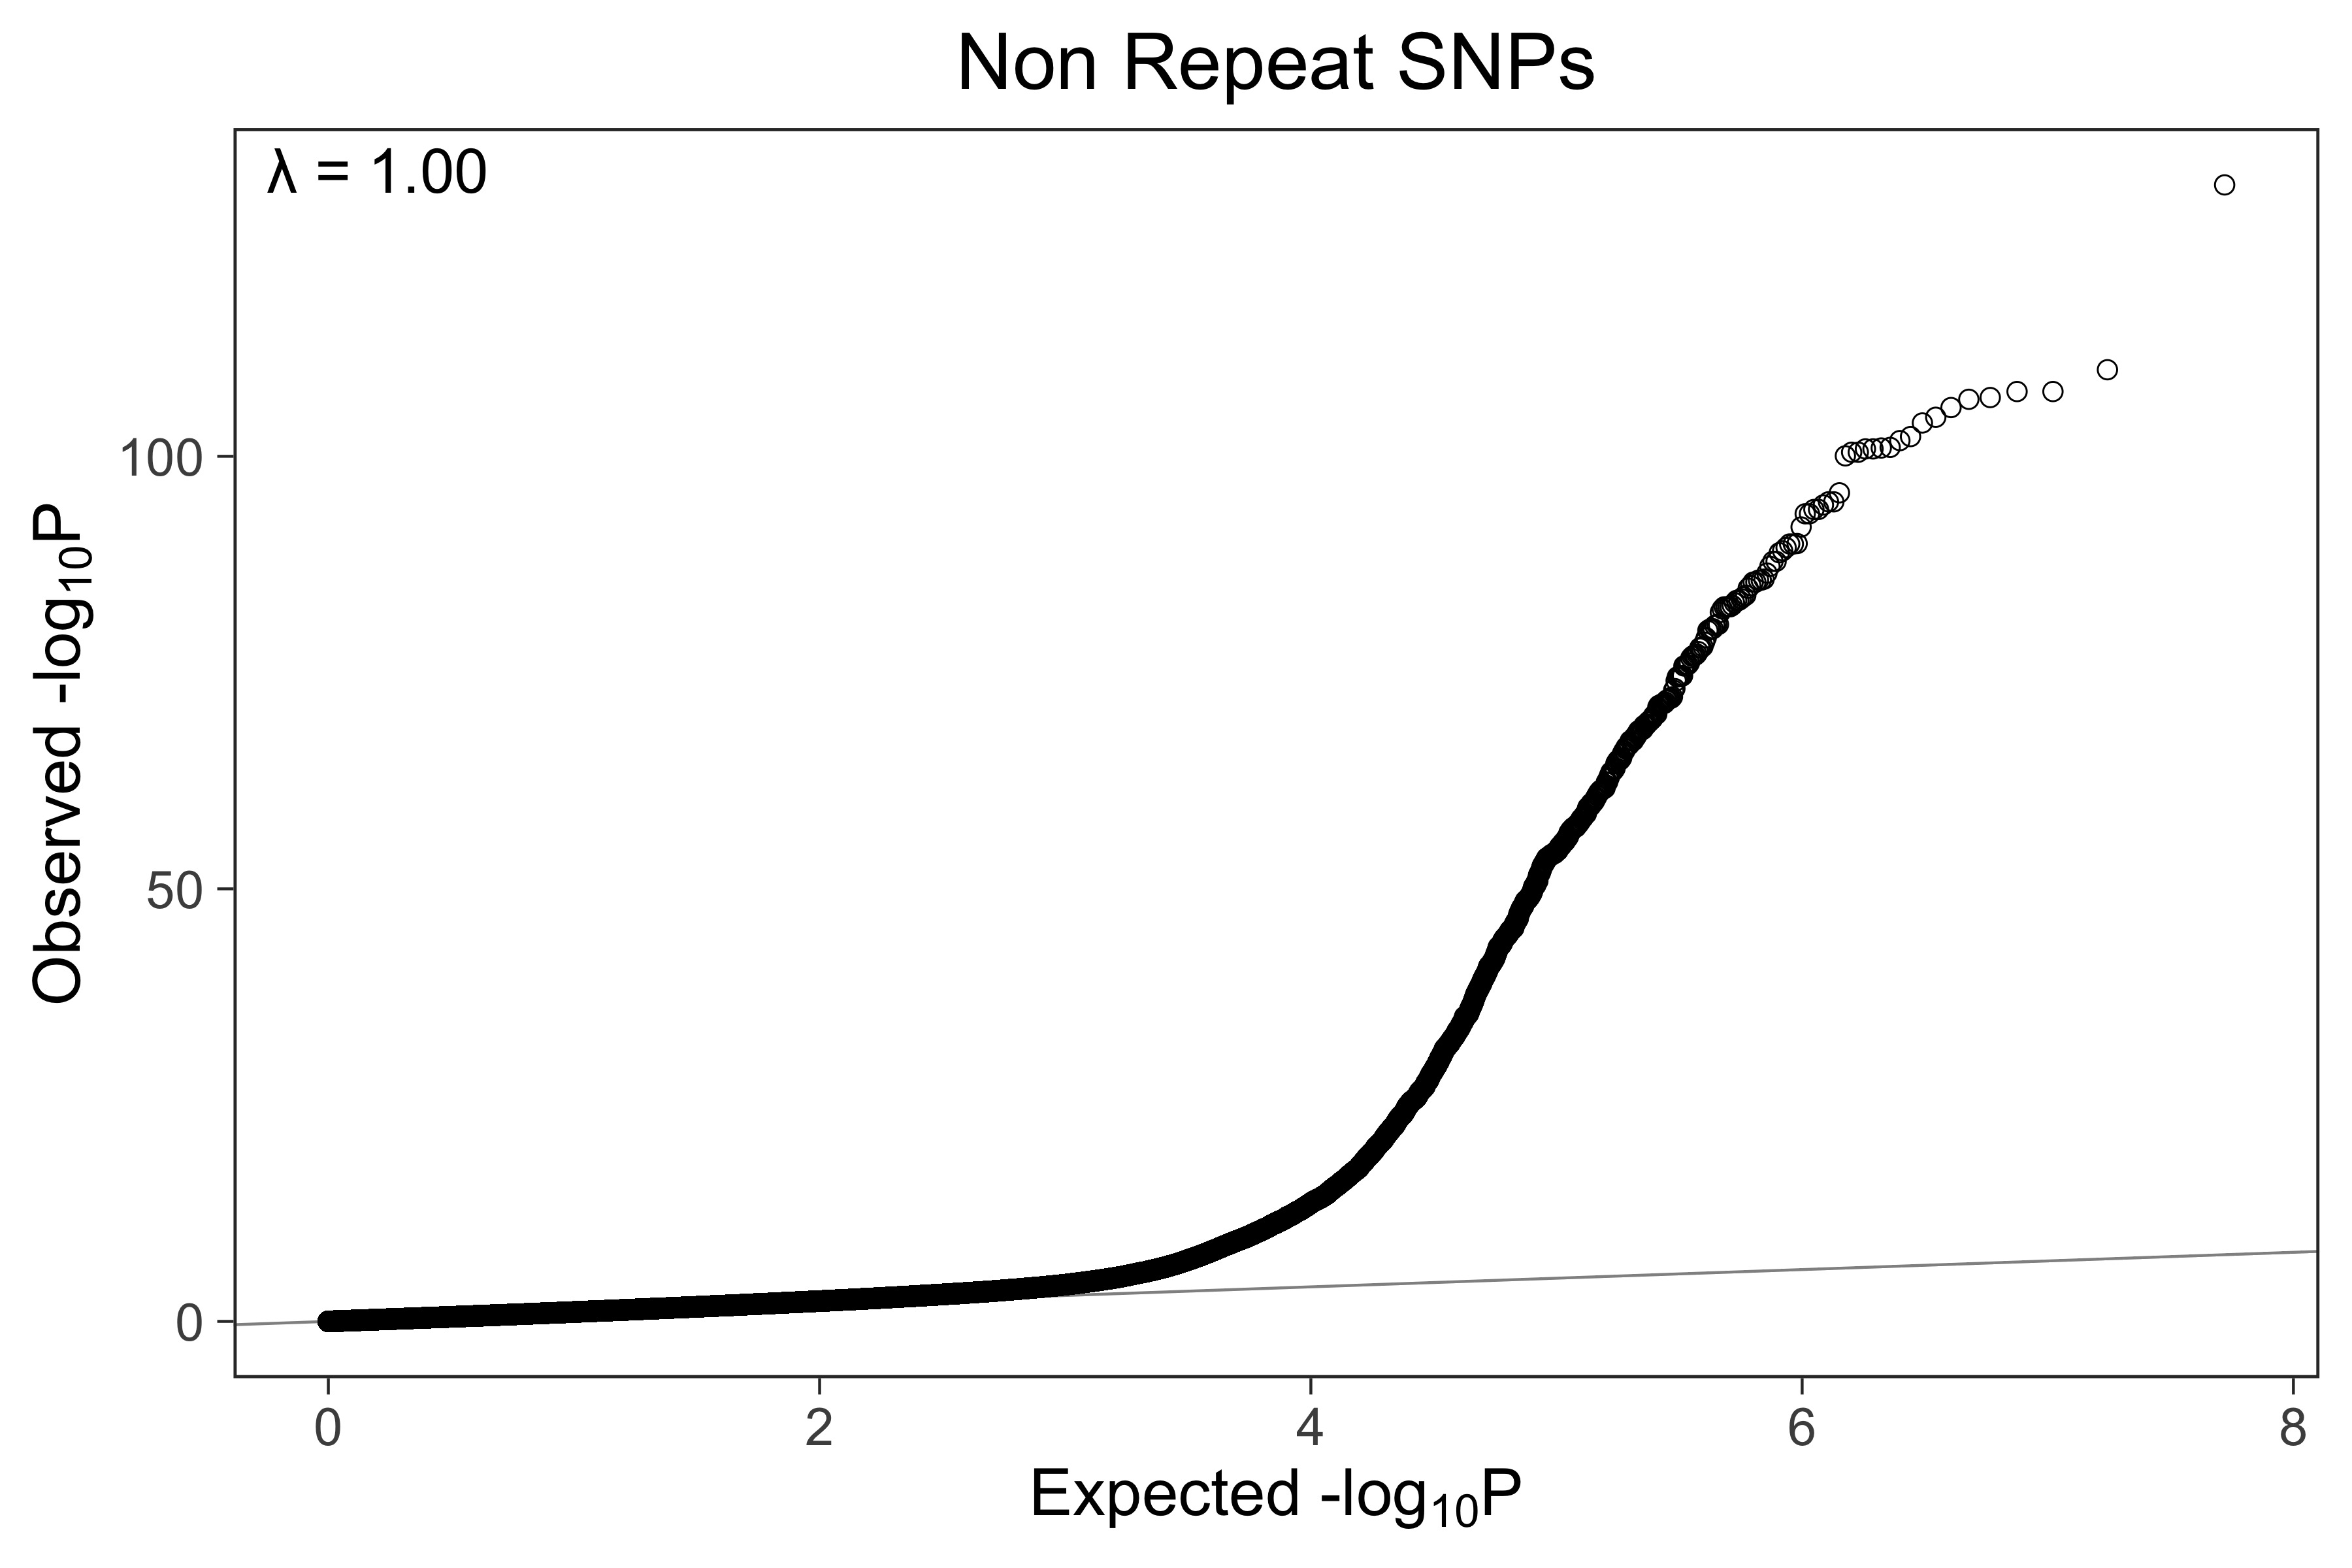 Non Repeat SNPs
λ = 1.00
Observed -log₁₀P
100
50
0
0 2 4 6 8
Expected -log₁₀P